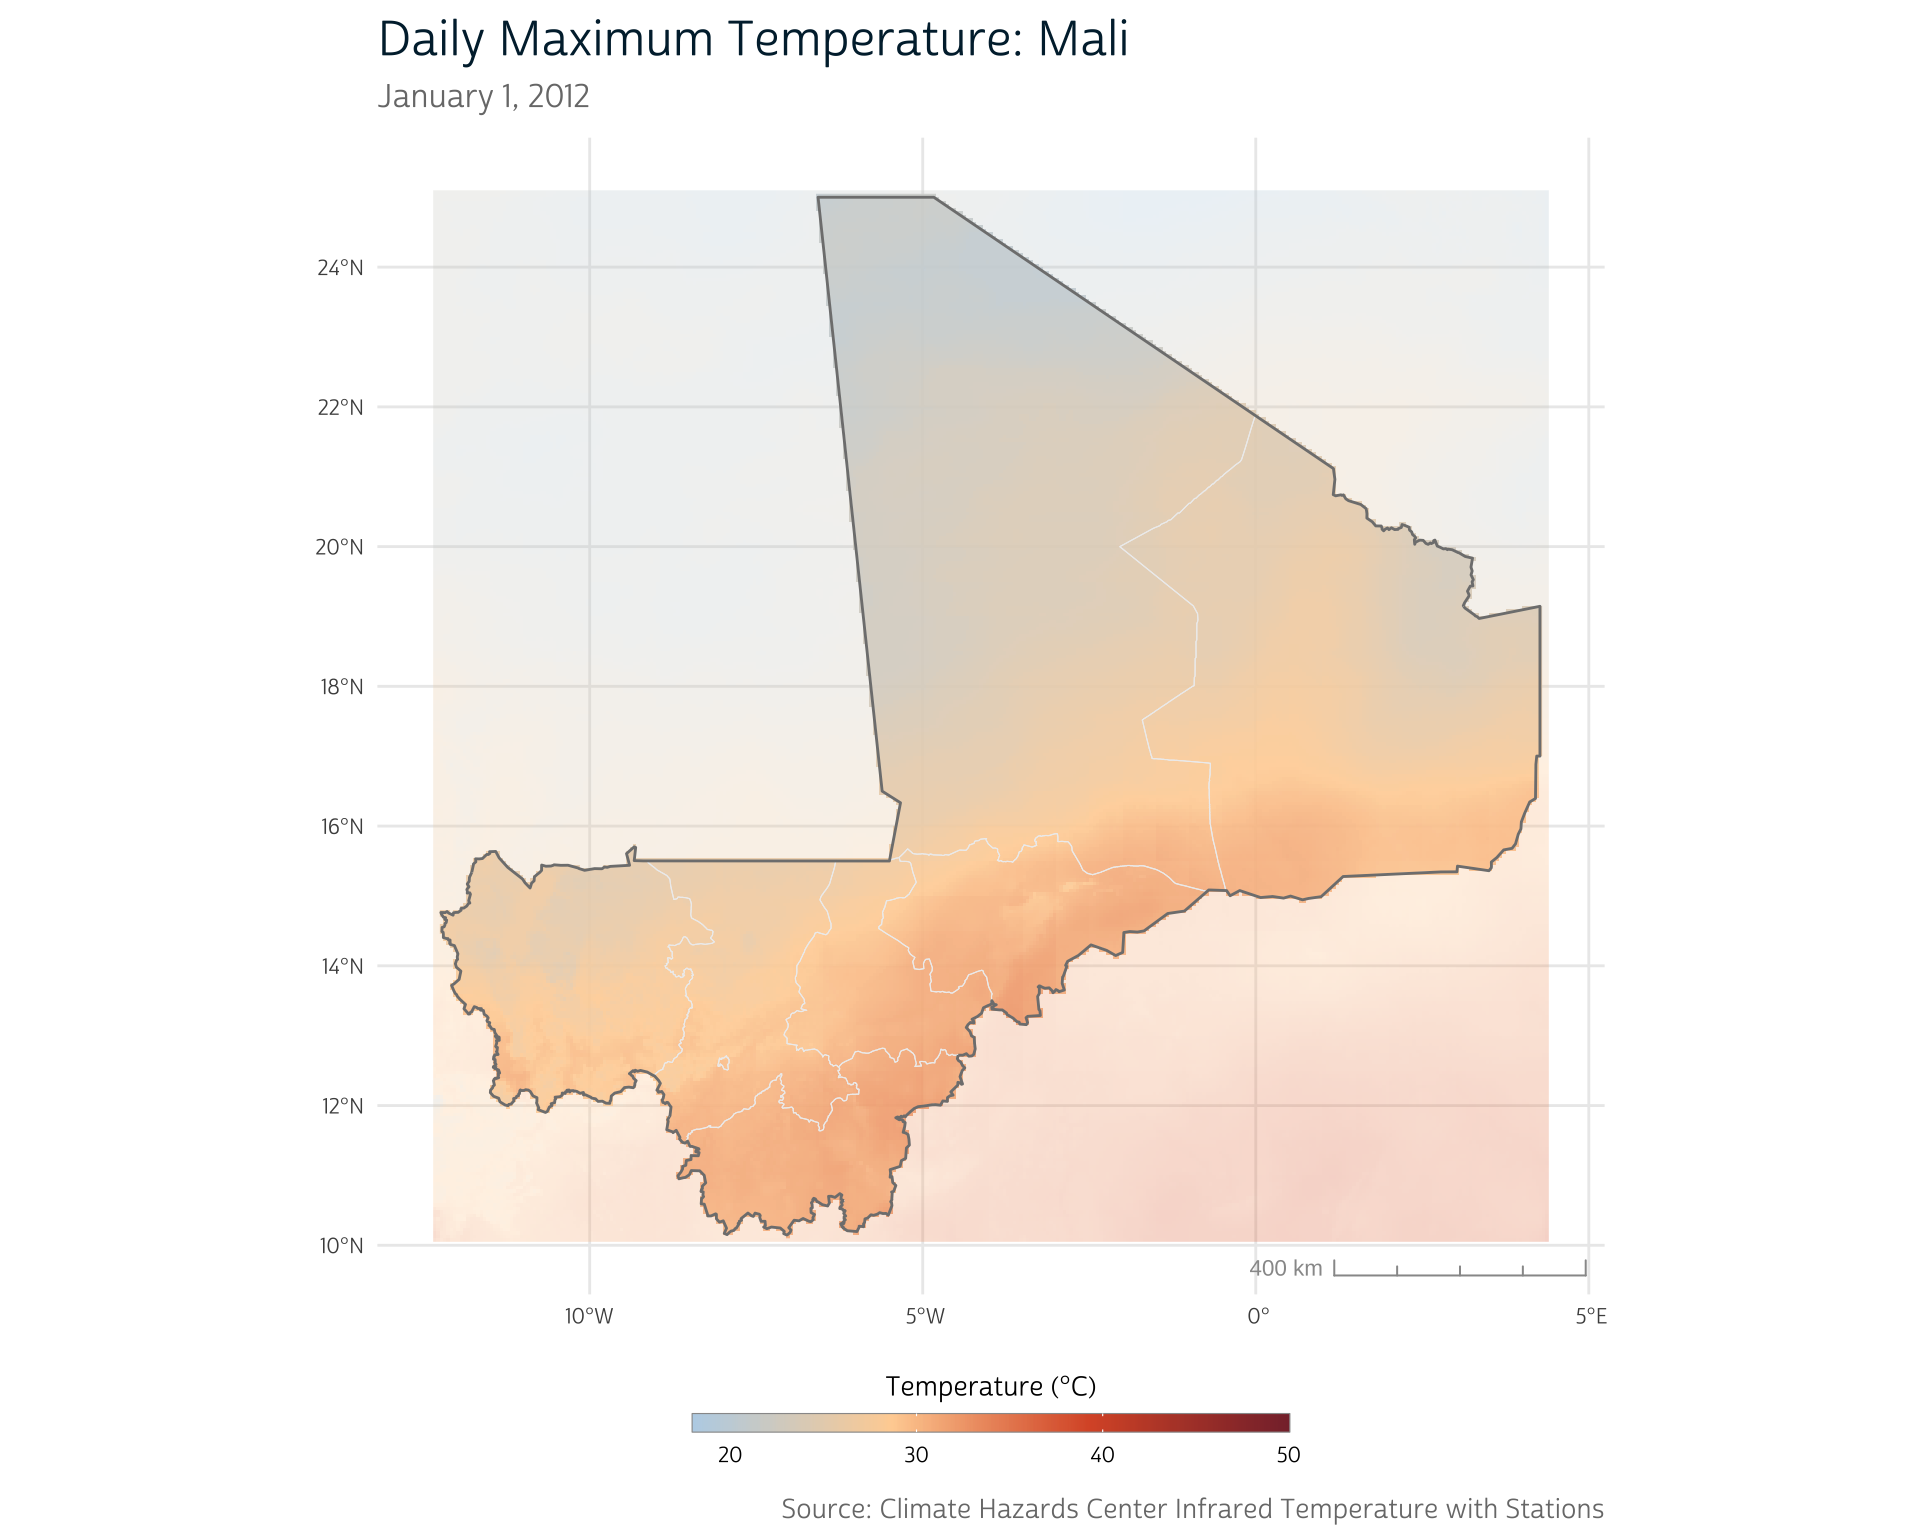 Daily Maximum Temperature: Mali
January 1, 2012
24°N
22°N
20°N
18°N
16°N
14°N
12°N
10°N
400 km
10°W 5°W 0° 5°E
Temperature (°C)
20 30 40 50
Source: Climate Hazards Center Infrared Temperature with Stations